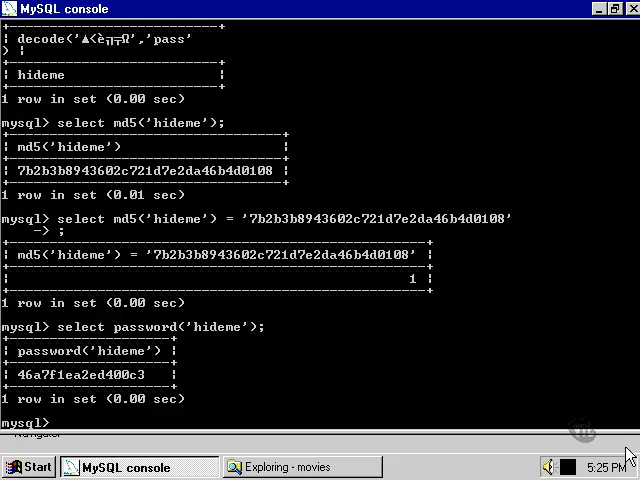 MySQL console
+---------------------------+
| decode('▲<è╗╤Ω','pass'
) |
+---------------------------+
| hideme                    |
1 row in set (0.00 sec)
mysql> select md5('hideme');
+----------------------------------+
| md5('hideme')                    |
+----------------------------------+
| 7b2b3b8943602c721d7e2da46b4d0108 |
+----------------------------------+
1 row in set (0.01 sec)
mysql> select md5('hideme') = '7b2b3b8943602c721d7e2da46b4d0108'
    -> ;
+----------------------------------------------------+
| md5('hideme') = '7b2b3b8943602c721d7e2da46b4d0108' |
+----------------------------------------------------+
|                                                  1 |
+----------------------------------------------------+
1 row in set (0.00 sec)
mysql> select password('hideme');
+--------------------+
| password('hideme') |
+--------------------+
| 46a7f1ea2ed400c3   |
+--------------------+
1 row in set (0.00 sec)
mysql>
Navigator
Start MySQL console Exploring - movies 5:25 PM